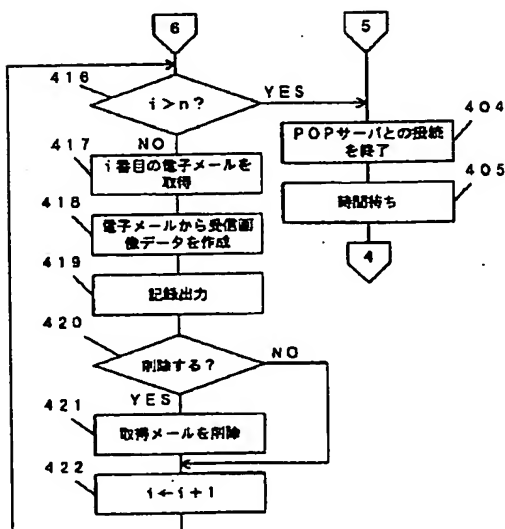 6
5
416
i>n?
YES
NO
404
POPサーバとの接続
を終了
417
i番目の電子メールを
取得
405
時間待ち
418
電子メールから受信画
像データを作成
4
419
記録出力
420
削除する?
NO
YES
421
取得メールを削除
422
i←i+1